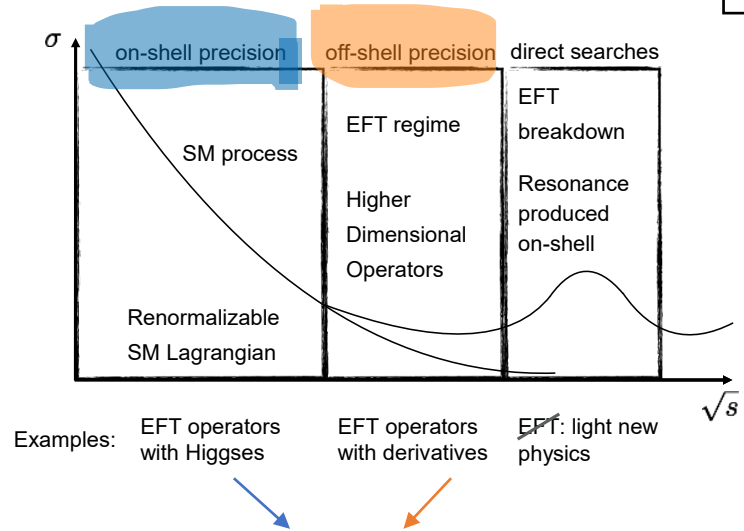 σ
on-shell precision
off-shell precision
direct searches
SM process
Renormalizable
SM Lagrangian
EFT regime
Higher
Dimensional
Operators
EFT
breakdown
Resonance
produced
on-shell
√s
Examples:
EFT operators
with Higgses
EFT operators
with derivatives
EFT: light new
physics